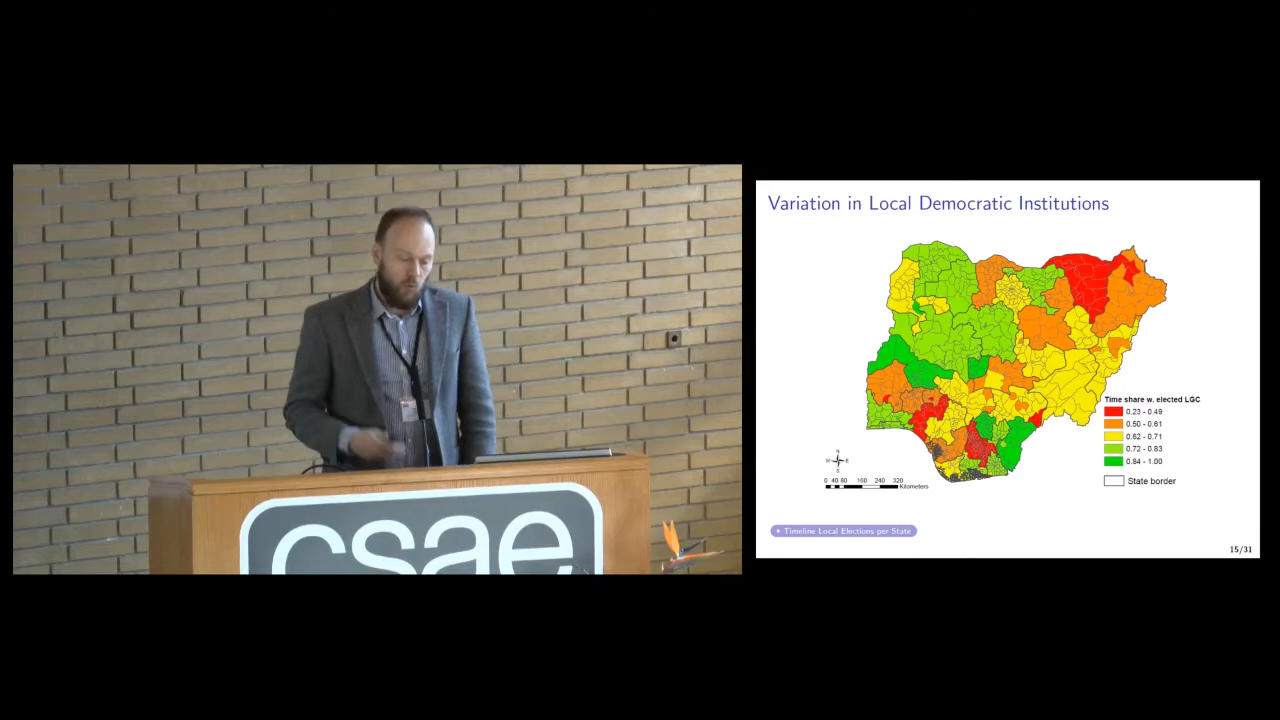 csae
Variation in Local Democratic Institutions
Time share w. elected LGC
0.23 - 0.49
0.50 - 0.61
0.62 - 0.71
0.72 - 0.83
0.84 - 1.00
State border
N
W E
S
0 40 80 160 240 320
Kilometers
Timeline Local Elections per State
15/31